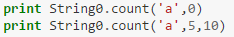 print String0.count('a',0)
print String0.count('a',5,10)